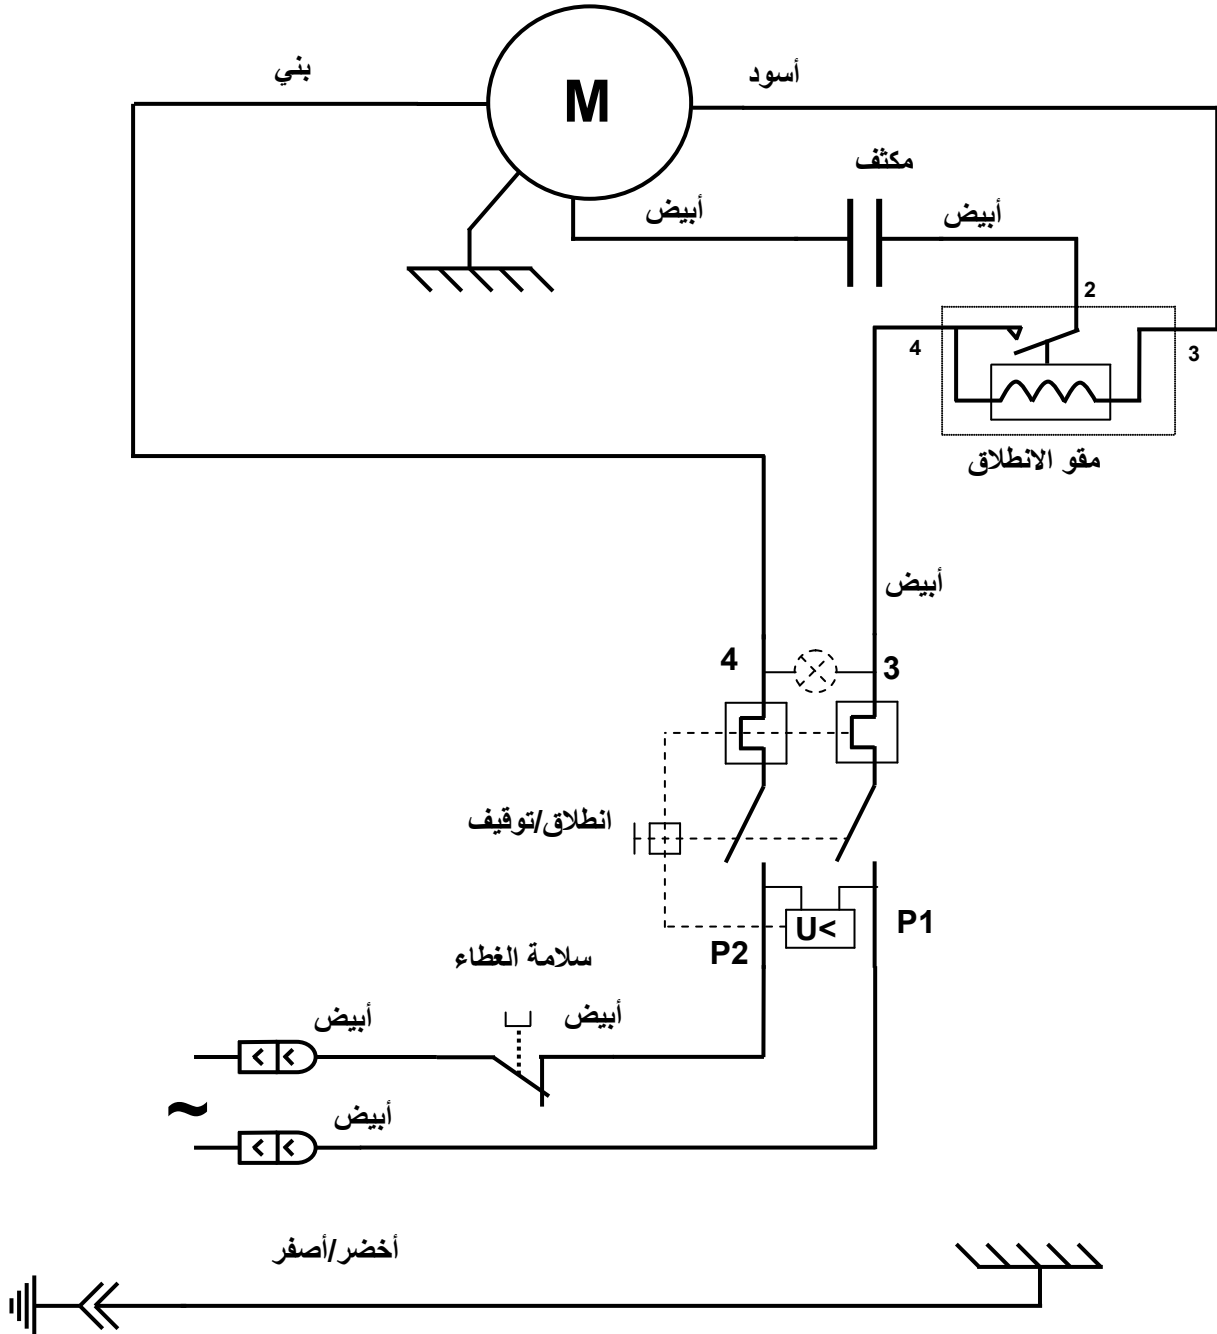 بني
أسود
M
مكثف
أبيض
أبيض
2
4
3
مقو الانطلاق
أبيض
4
3
انطلاق/توقيف
U<
P1
P2
سلامة الغطاء
أبيض
أبيض
~
أبيض
أخضر/أصفر